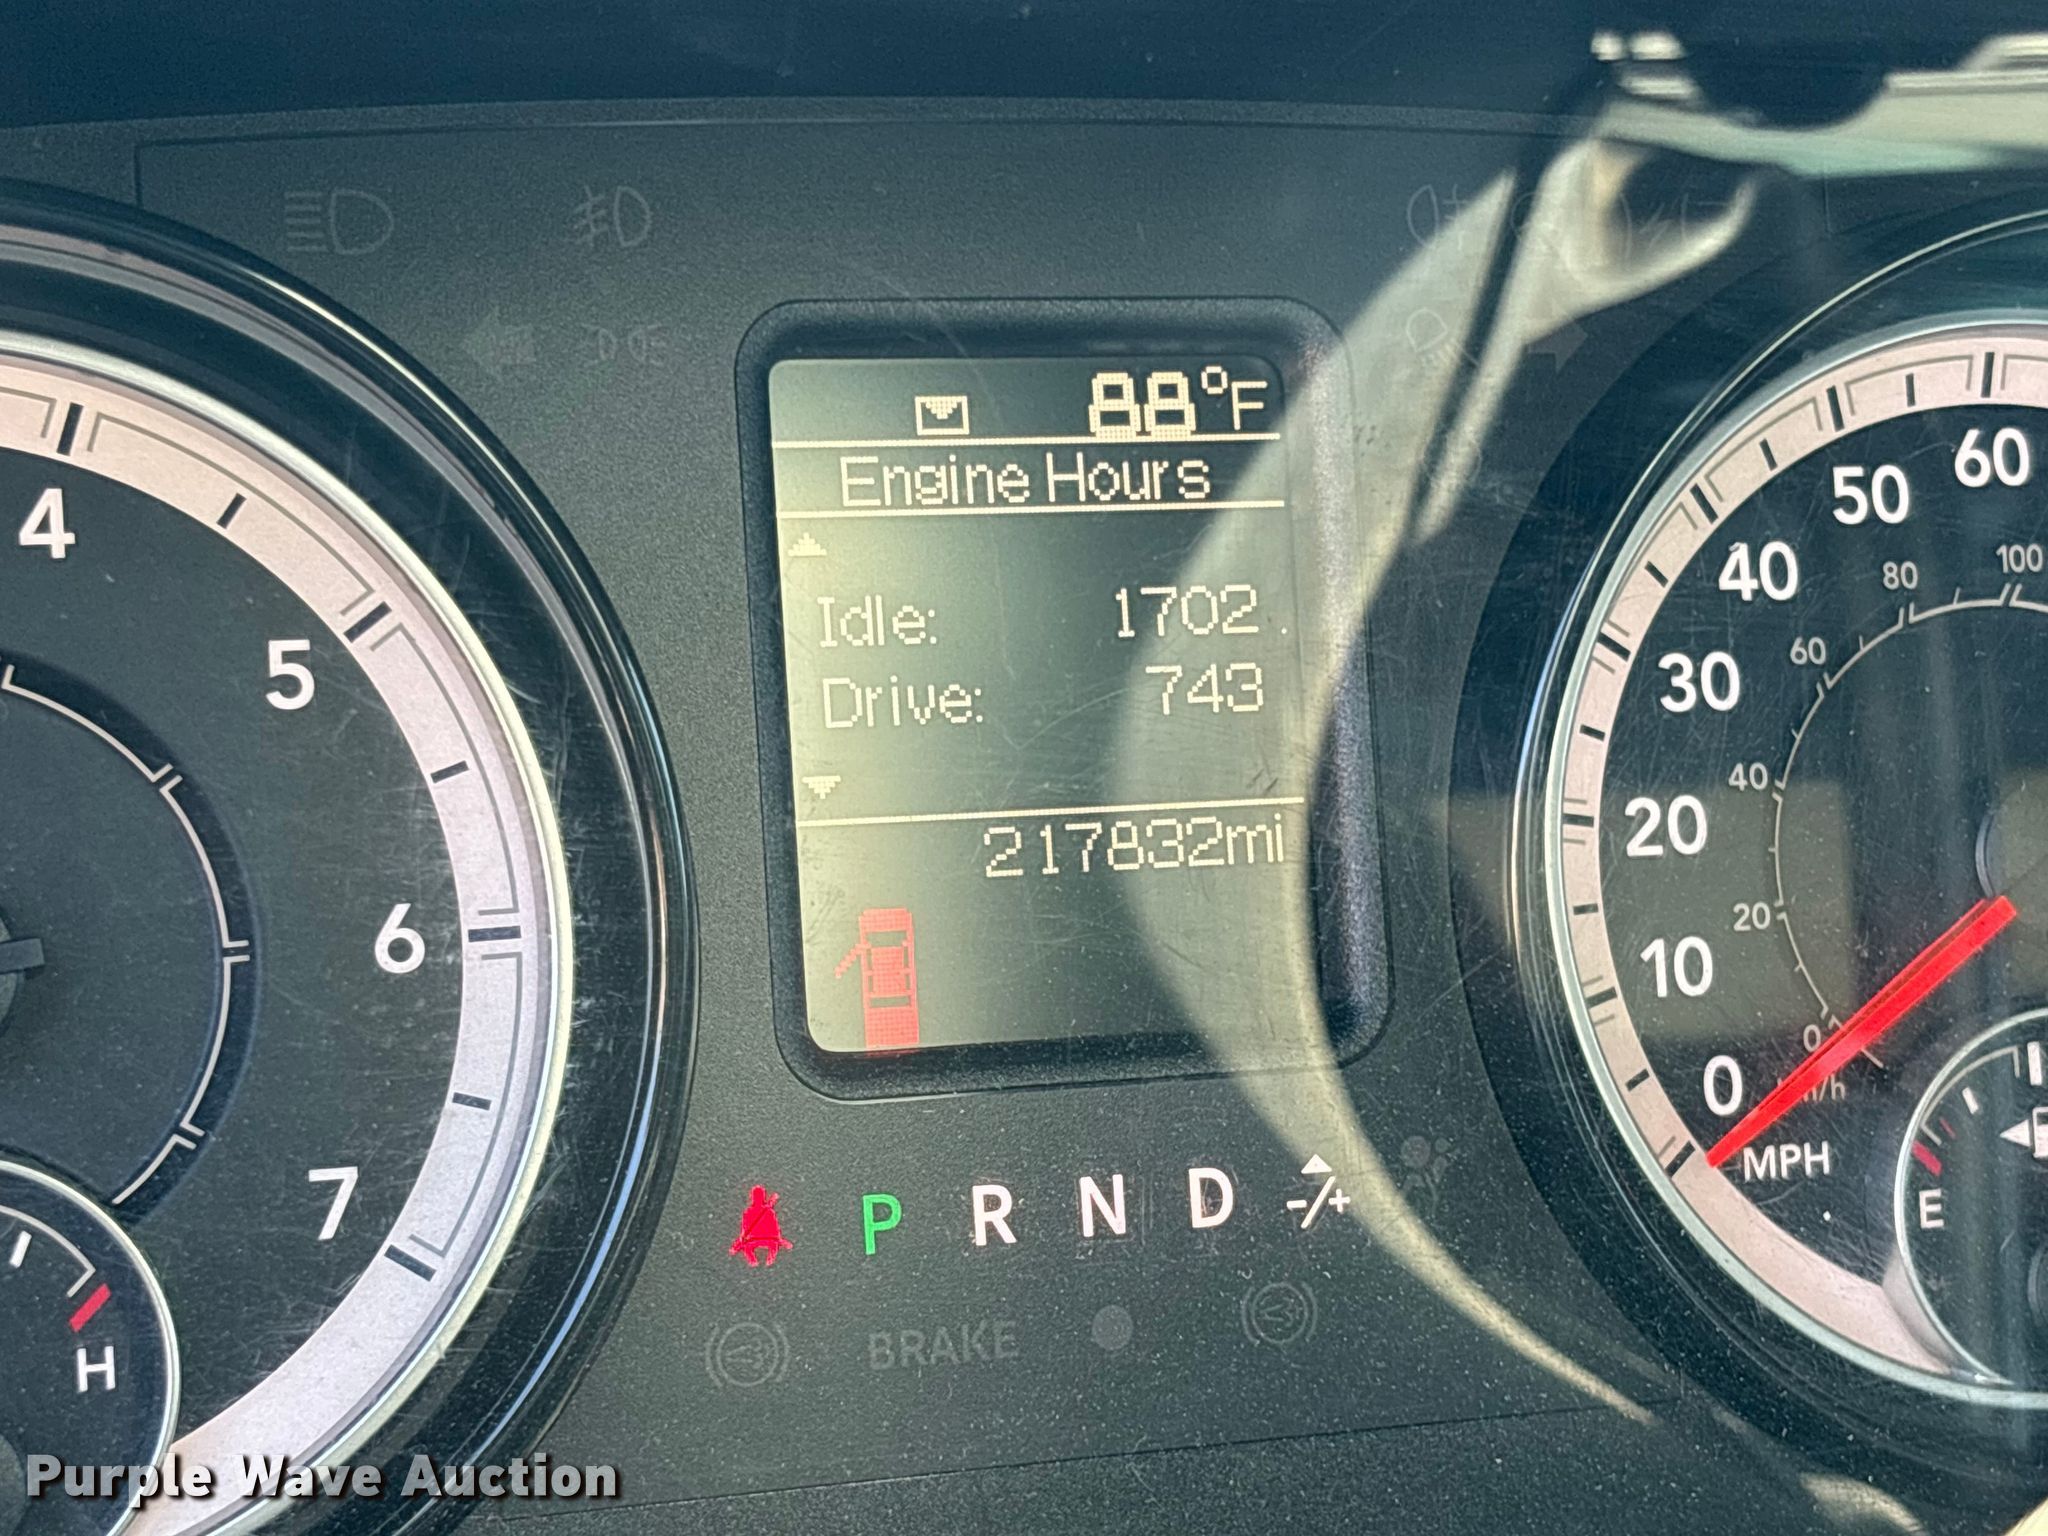 88°F
Engine Hours
Idle: 1702
Drive: 743
217832mi
4
5
6
7
H
P R N D -/+
BRAKE
60
50
40
30
20
10
0
MPH
100
80
60
40
20
0
E
Purple Wave Auction